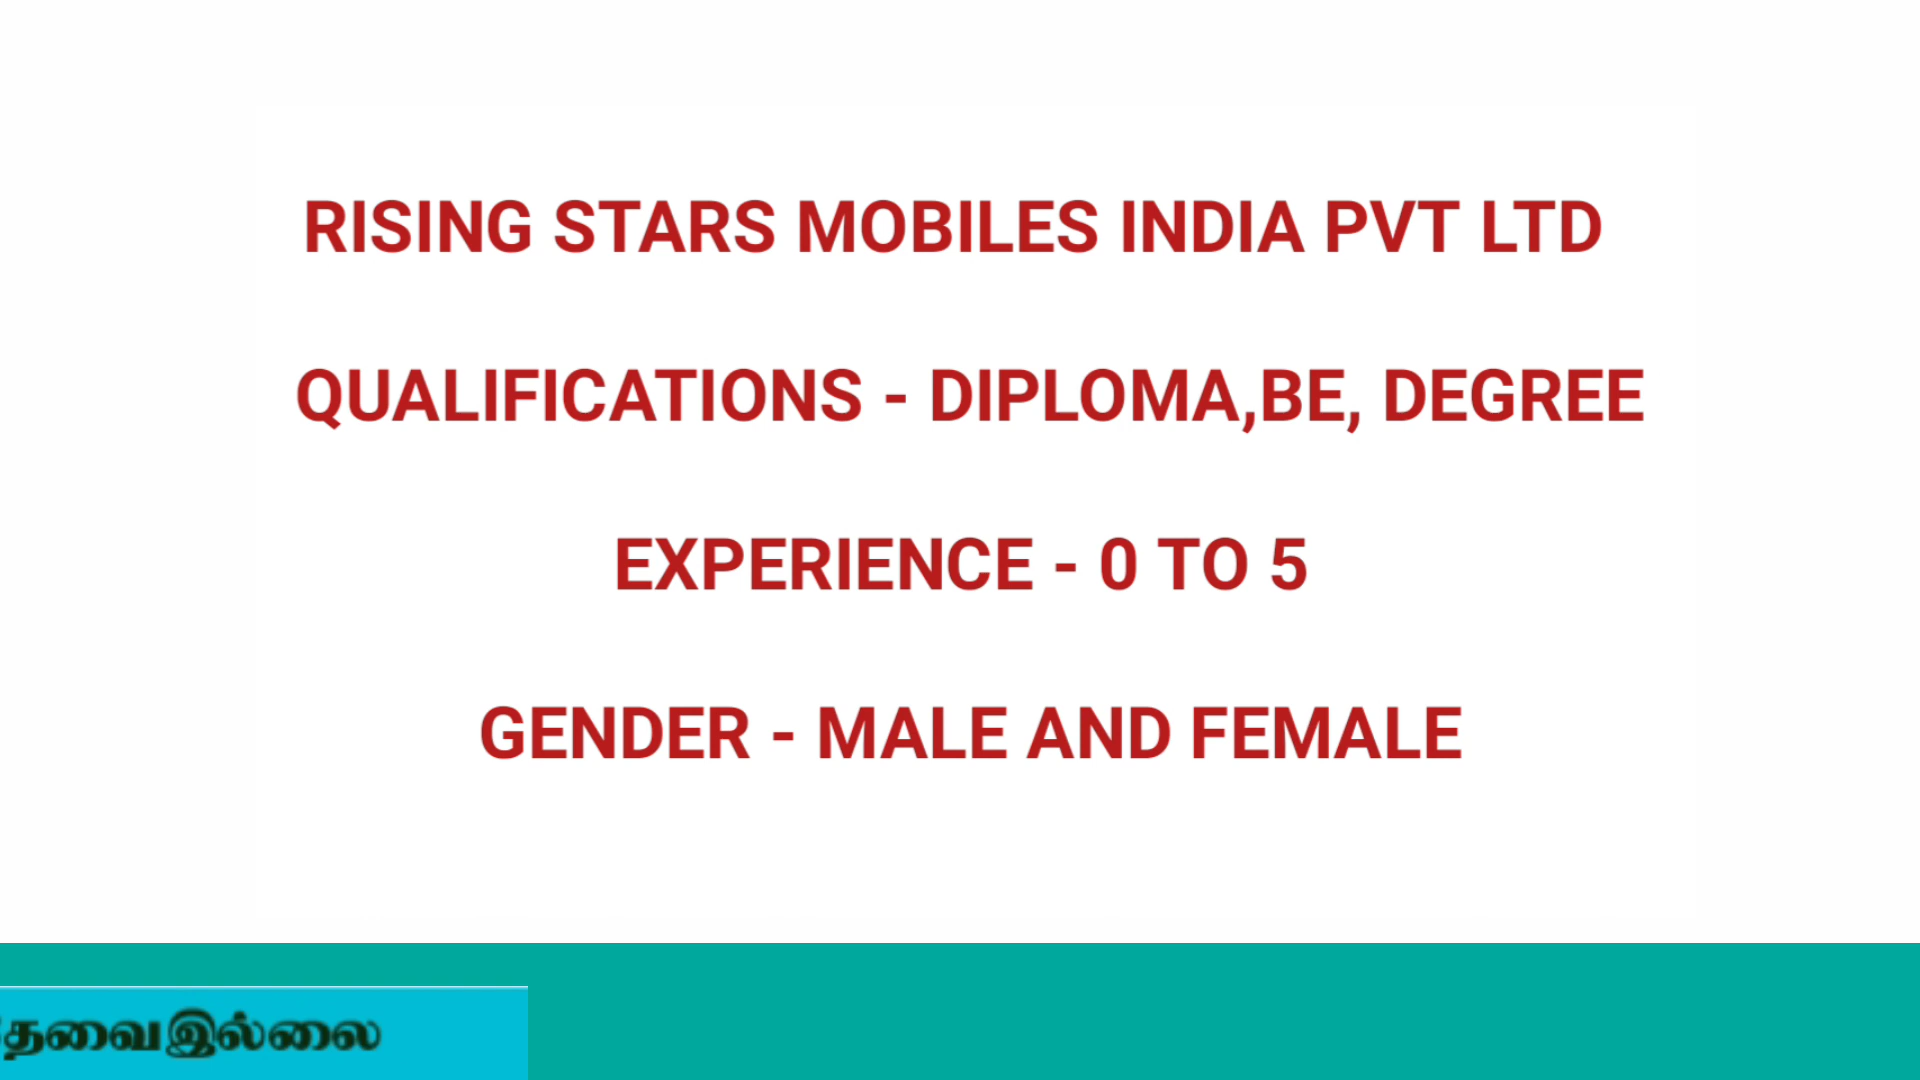 RISING STARS MOBILES INDIA PVT LTD
QUALIFICATIONS - DIPLOMA,BE, DEGREE
EXPERIENCE - 0 TO 5
GENDER - MALE AND FEMALE
தேவைஇல்லை